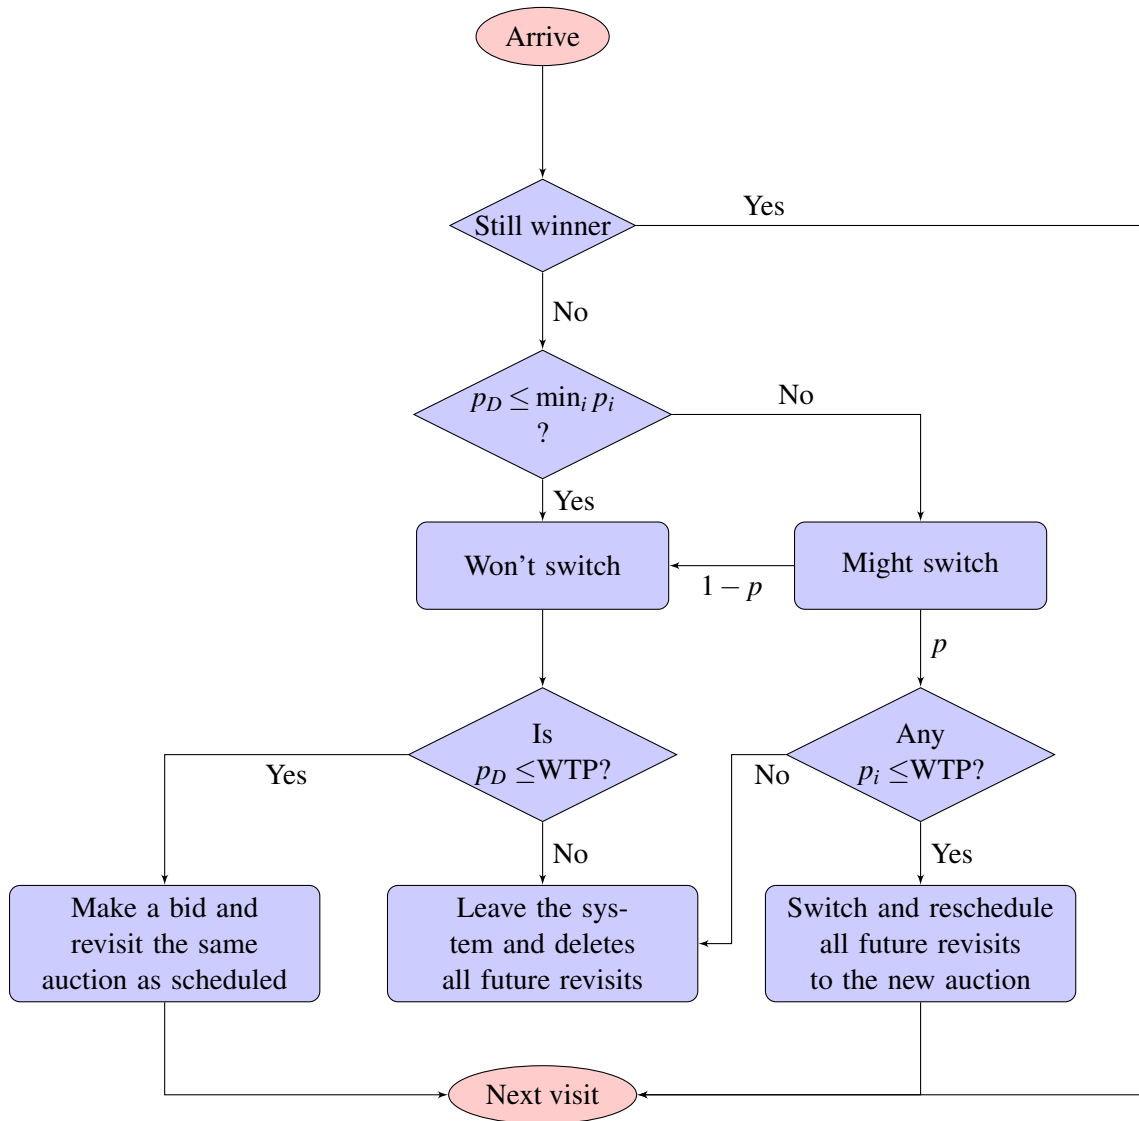 Arrive
Still winner
Yes
No
p_D ≤ min_i p_i
?
No
Yes
Won't switch
Might switch
1 − p
p
Is
p_D ≤WTP?
Any
p_i ≤WTP?
Yes
No
No
Yes
Make a bid and
revisit the same
auction as scheduled
Leave the sys-
tem and deletes
all future revisits
Switch and reschedule
all future revisits
to the new auction
Next visit